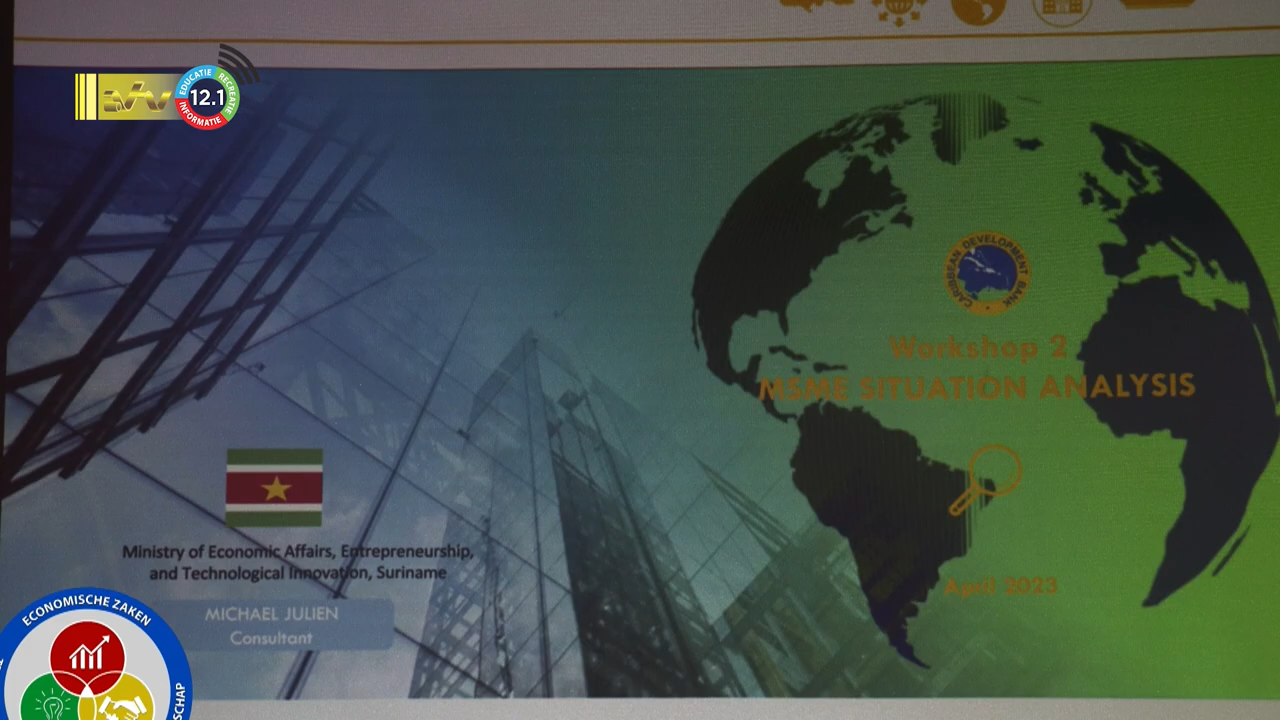 EDUCATIE
RECREATIE
INFORMATIE
12.1
CARIBBEAN DEVELOPMENT BANK
Workshop 2
MSME SITUATION ANALYSIS
Ministry of Economic Affairs, Entrepreneurship,
and Technological Innovation, Suriname
MICHAEL JULIEN
Consultant
April 2023
ECONOMISCHE ZAKEN